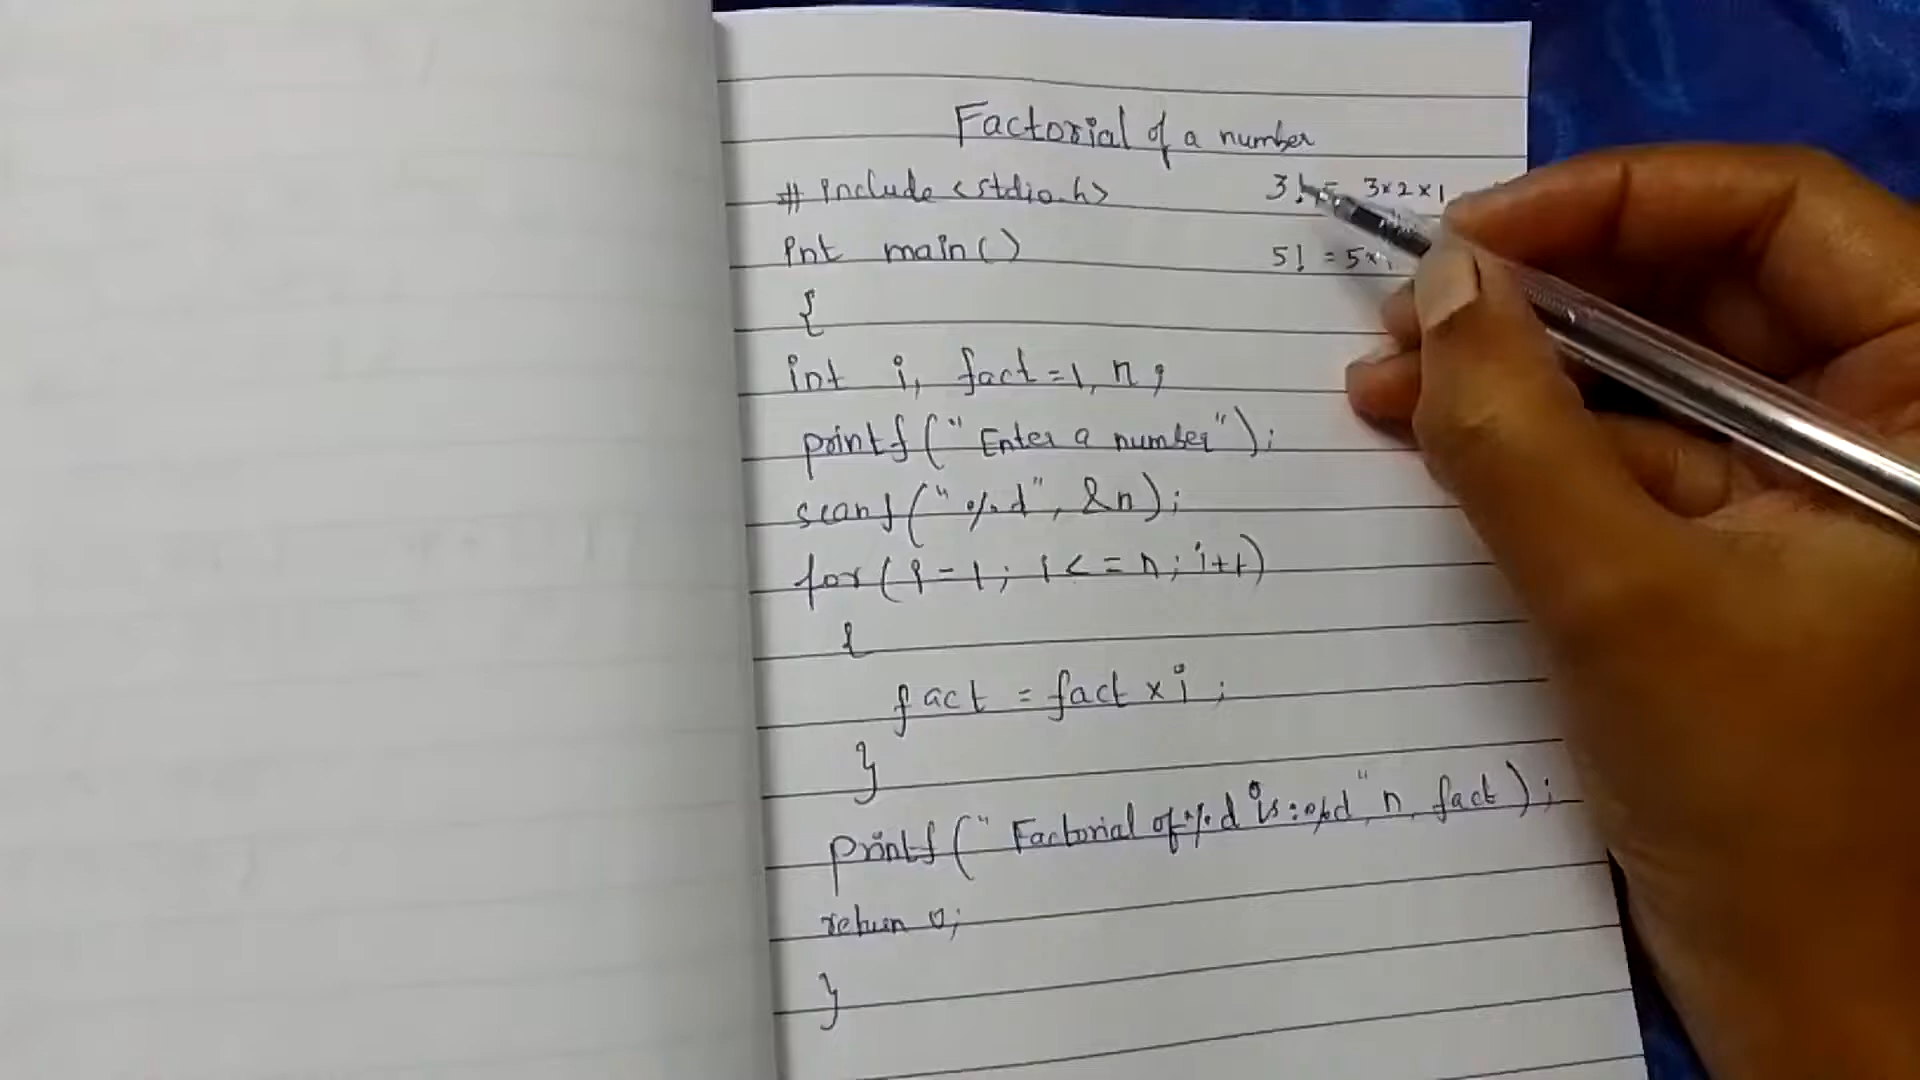 Factorial of a number
# include <stdio.h> 3! = 3×2×1
int main() 5! = 5×
{
int i, fact=1, n;
printf("Enter a number");
scanf("%d", &n);
for(i=1; i<=n; i++)
{
fact = fact × i;
}
printf("Factorial of %d is:%d", n, fact);
return 0;
}